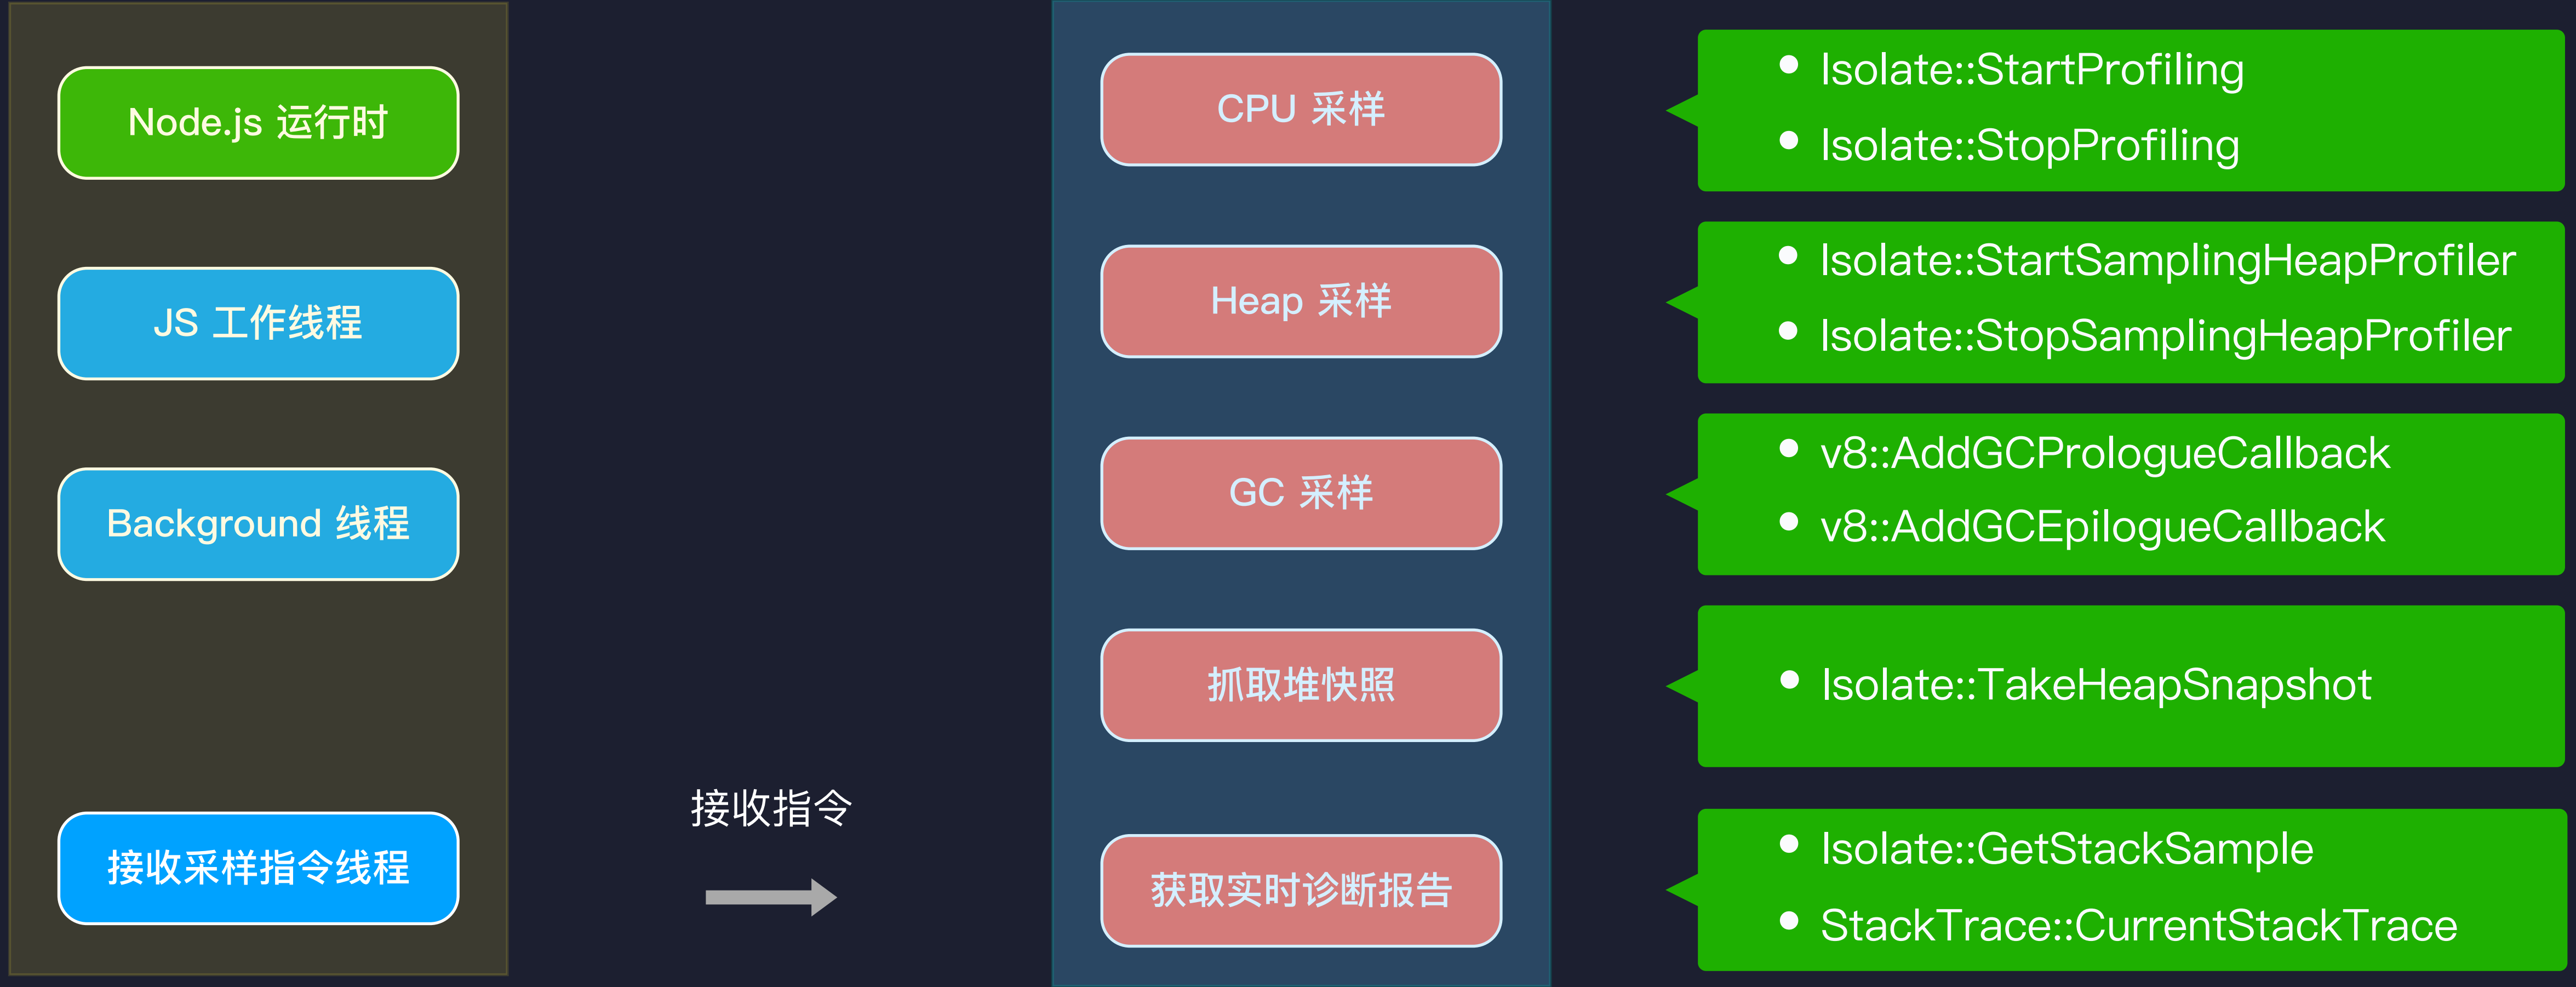 Node.js 运行时
JS 工作线程
Background 线程
接收采样指令线程
接收指令
CPU 采样
Heap 采样
GC 采样
抓取堆快照
获取实时诊断报告
• Isolate::StartProfiling
• Isolate::StopProfiling
• Isolate::StartSamplingHeapProfiler
• Isolate::StopSamplingHeapProfiler
• v8::AddGCPrologueCallback
• v8::AddGCEpilogueCallback
• Isolate::TakeHeapSnapshot
• Isolate::GetStackSample
• StackTrace::CurrentStackTrace